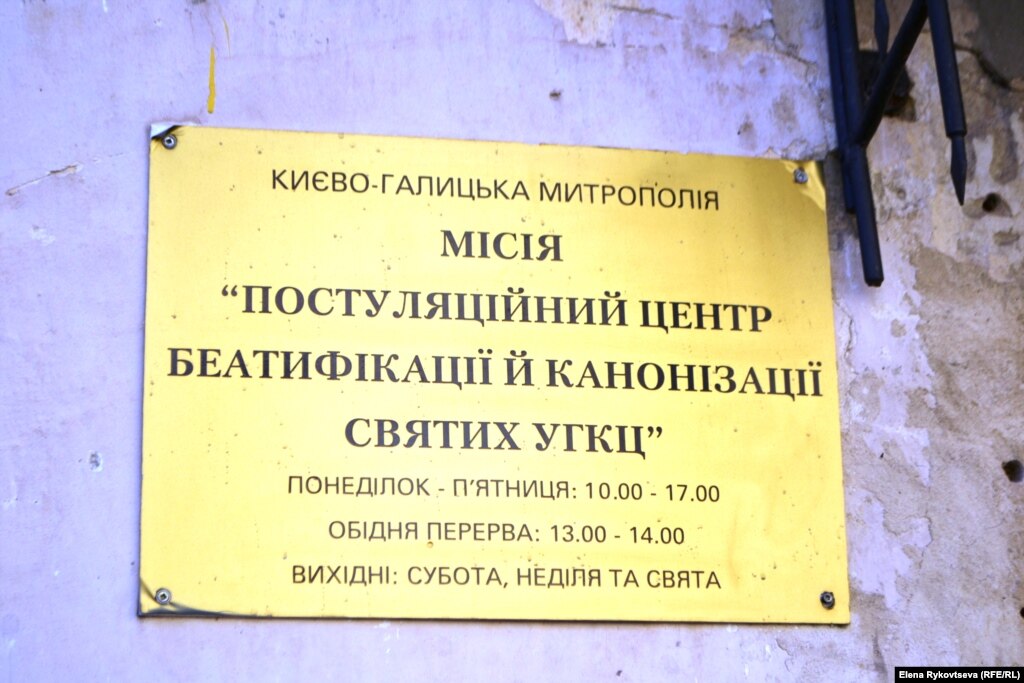 КИЄВО-ГАЛИЦЬКА МИТРОПОЛІЯ
МІСІЯ
“ПОСТУЛЯЦІЙНИЙ ЦЕНТР
БЕАТИФІКАЦІЇ Й КАНОНІЗАЦІЇ
СВЯТИХ УГКЦ”
ПОНЕДІЛОК - П'ЯТНИЦЯ: 10.00 - 17.00
ОБІДНЯ ПЕРЕРВА: 13.00 - 14.00
ВИХІДНІ: СУБОТА, НЕДІЛЯ ТА СВЯТА
Elena Rykovtseva (RFE/RL)